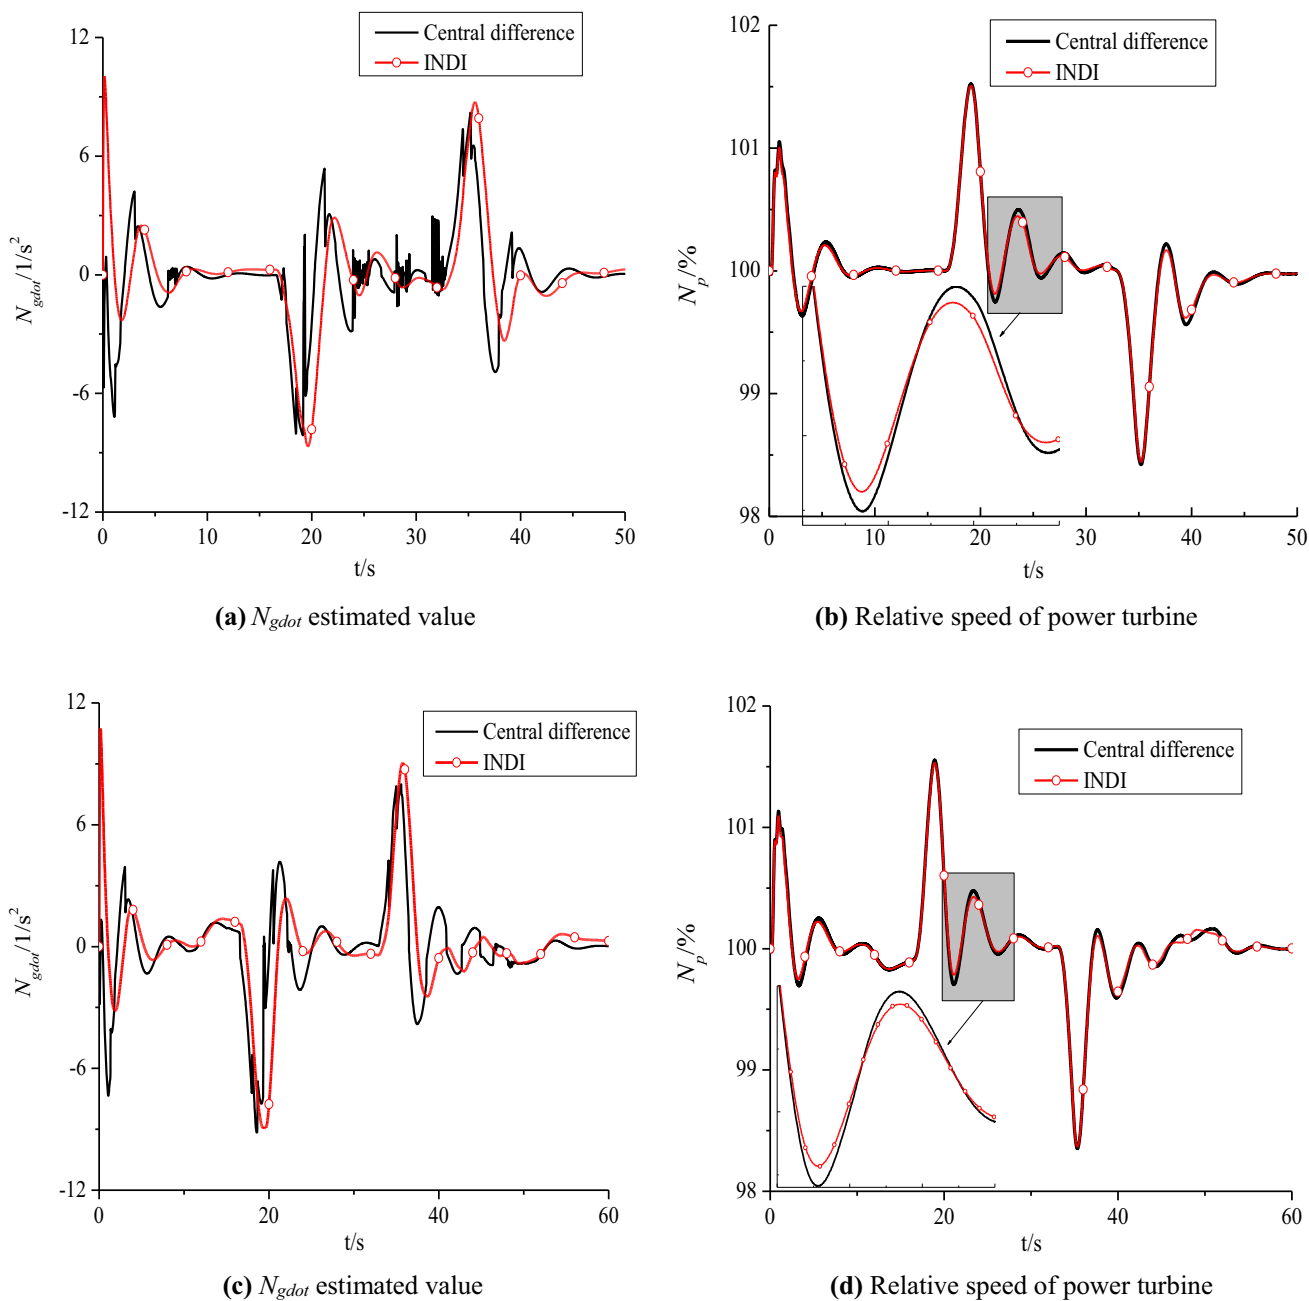 12
6
0
-6
-12
N_gdot/1/s²
Central difference
INDI
0
10
20
30
40
50
t/s
(a) N_gdot estimated value
102
101
100
99
98
N_p/%
Central difference
INDI
0
10
20
30
40
50
t/s
(b) Relative speed of power turbine
12
6
0
-6
-12
N_gdot/1/s²
Central difference
INDI
0
20
40
60
t/s
(c) N_gdot estimated value
102
101
100
99
98
N_p/%
Central difference
INDI
0
20
40
60
t/s
(d) Relative speed of power turbine